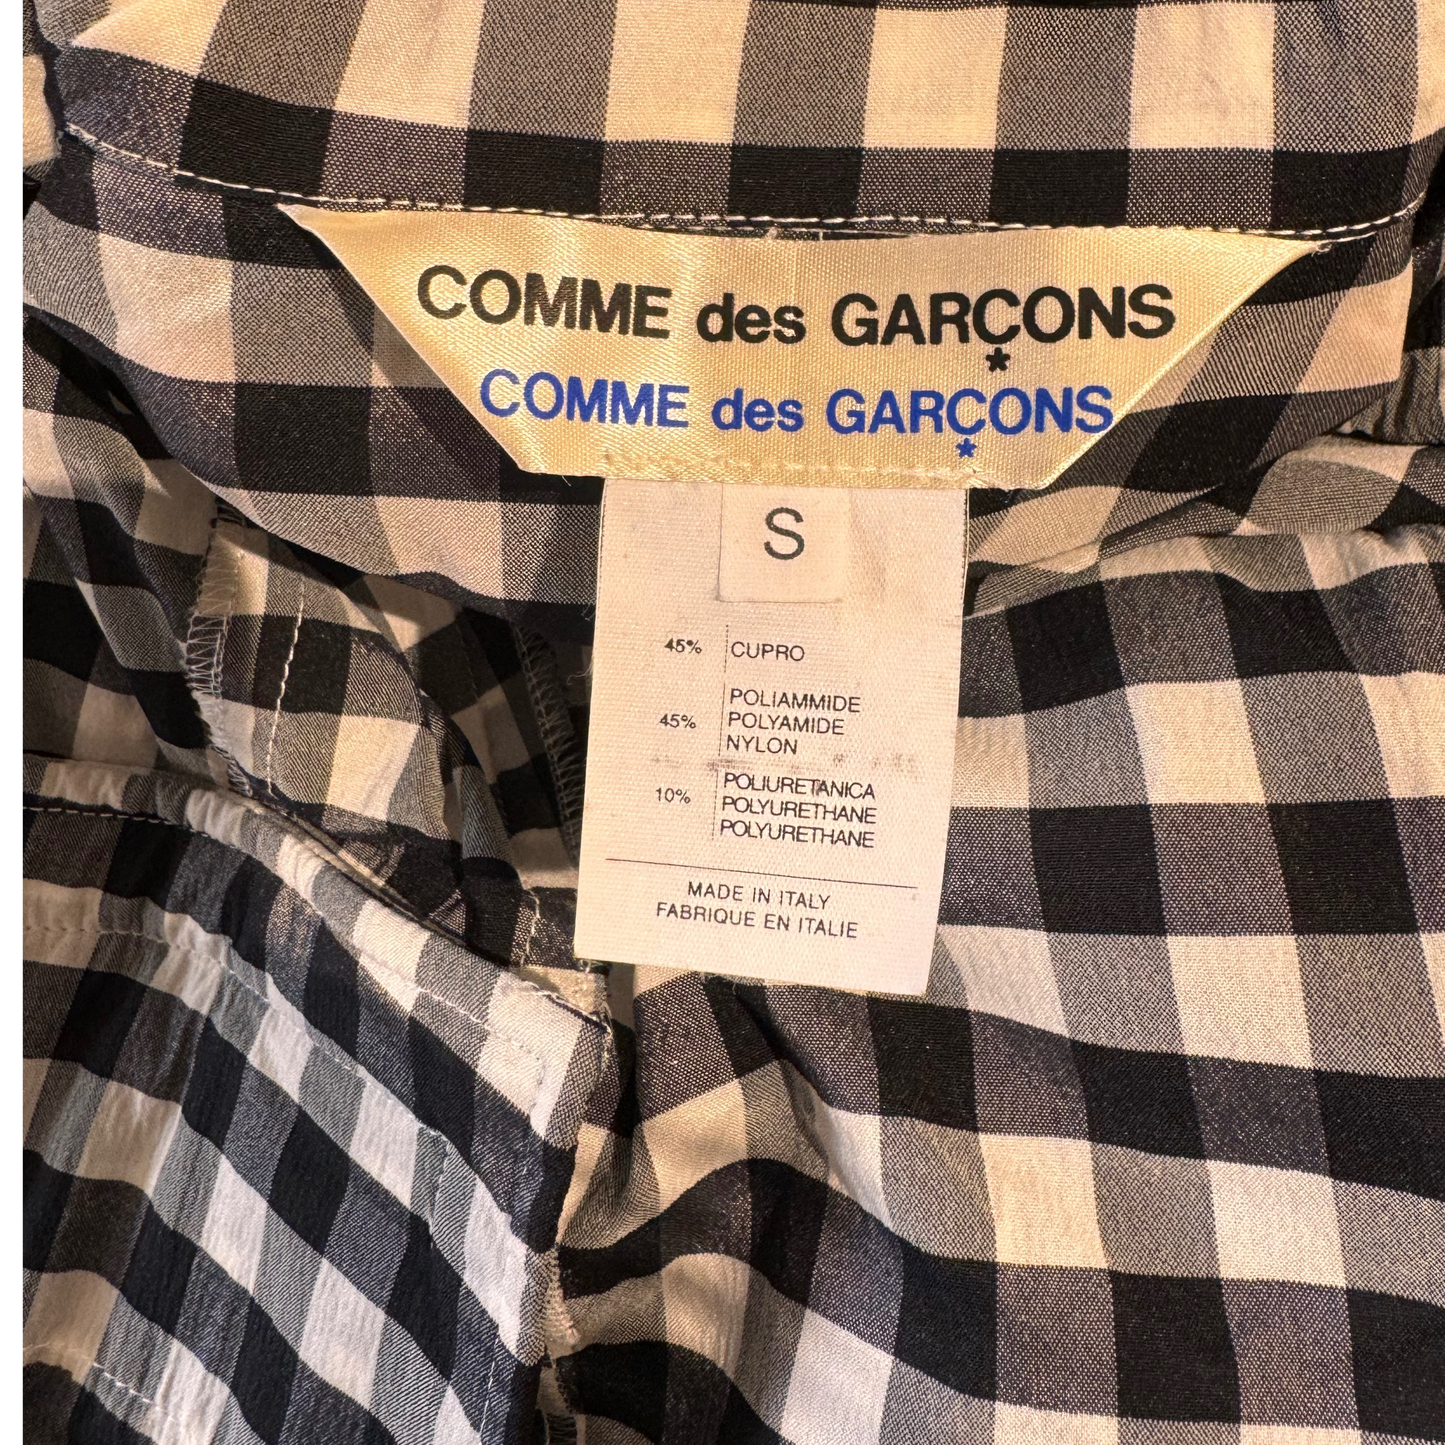 COMME des GARÇONS
*
COMME des GARÇONS
*
S
45% CUPRO
POLIAMMIDE
45% POLYAMIDE
NYLON
POLIURETANICA
10% POLYURETHANE
POLYURETHANE
MADE IN ITALY
FABRIQUE EN ITALIE